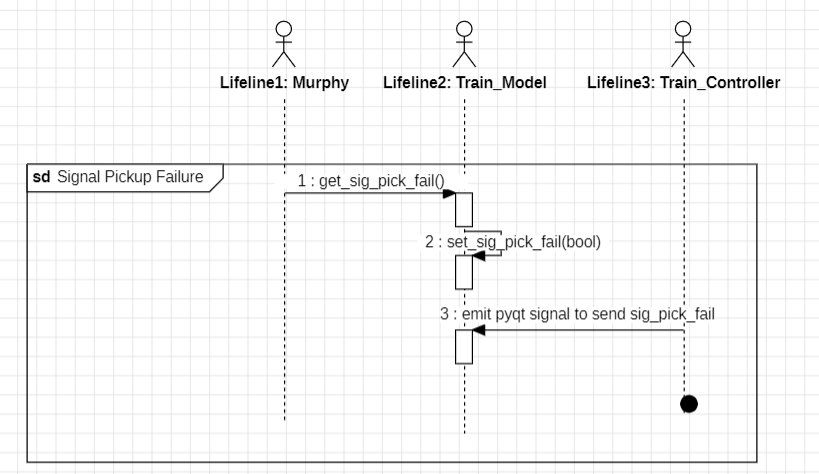 Lifeline1: Murphy
Lifeline2: Train_Model
Lifeline3: Train_Controller
sd Signal Pickup Failure
1 : get_sig_pick_fail()
2 : set_sig_pick_fail(bool)
3 : emit pyqt signal to send sig_pick_fail